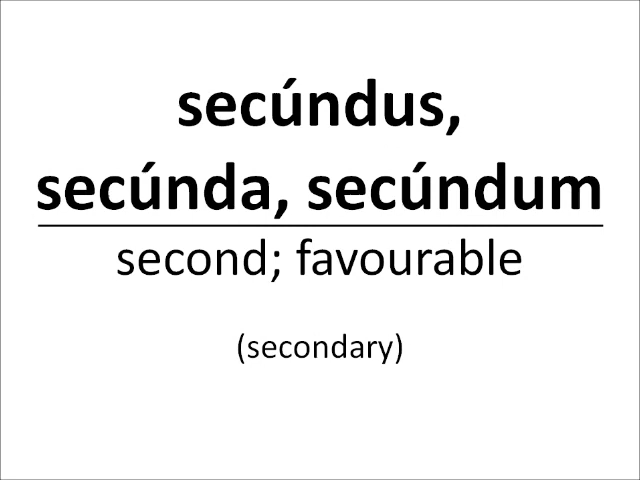 secúndus,
secúnda, secúndum
second; favourable
(secondary)